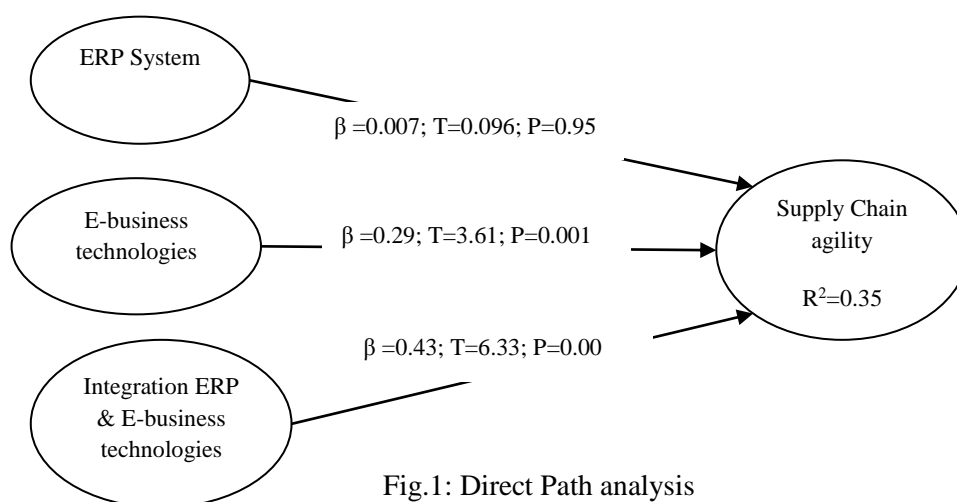 ERP System
β =0.007; T=0.096; P=0.95
E-business
technologies
β =0.29; T=3.61; P=0.001
Supply Chain
agility
R²=0.35
β =0.43; T=6.33; P=0.00
Integration ERP
& E-business
technologies
Fig.1: Direct Path analysis